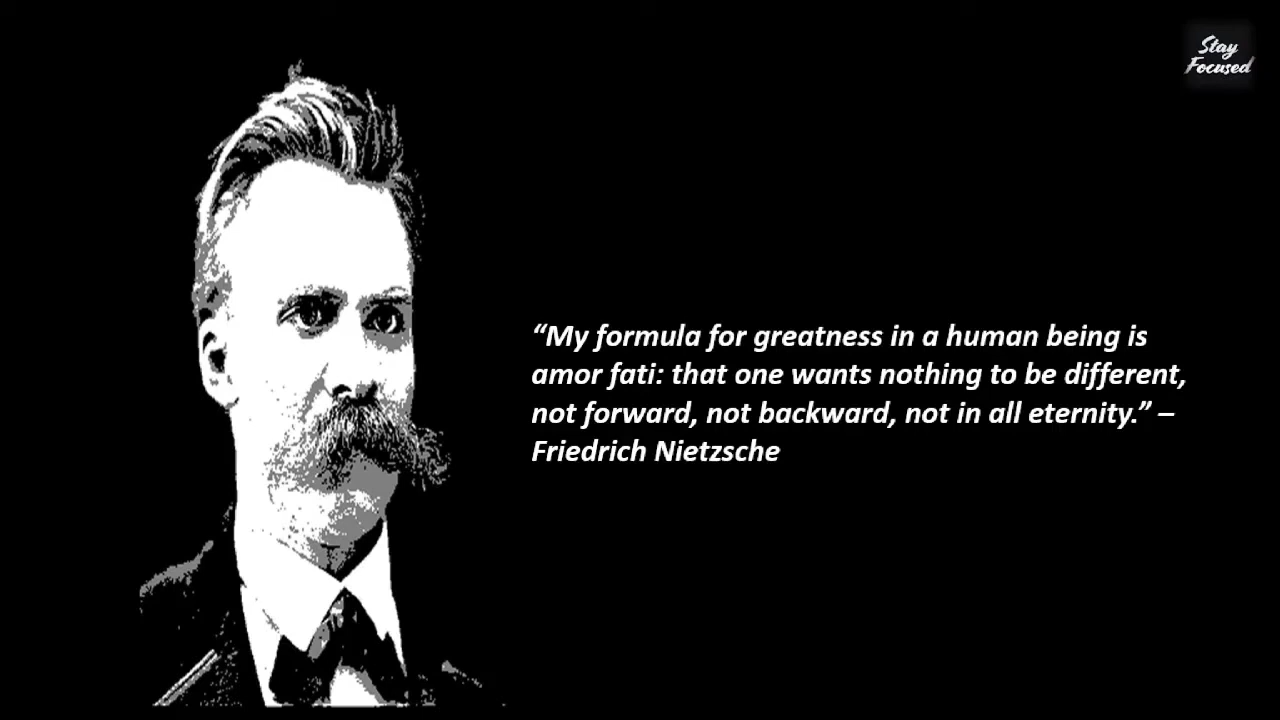 Stay
Focused
“My formula for greatness in a human being is
amor fati: that one wants nothing to be different,
not forward, not backward, not in all eternity.” –
Friedrich Nietzsche